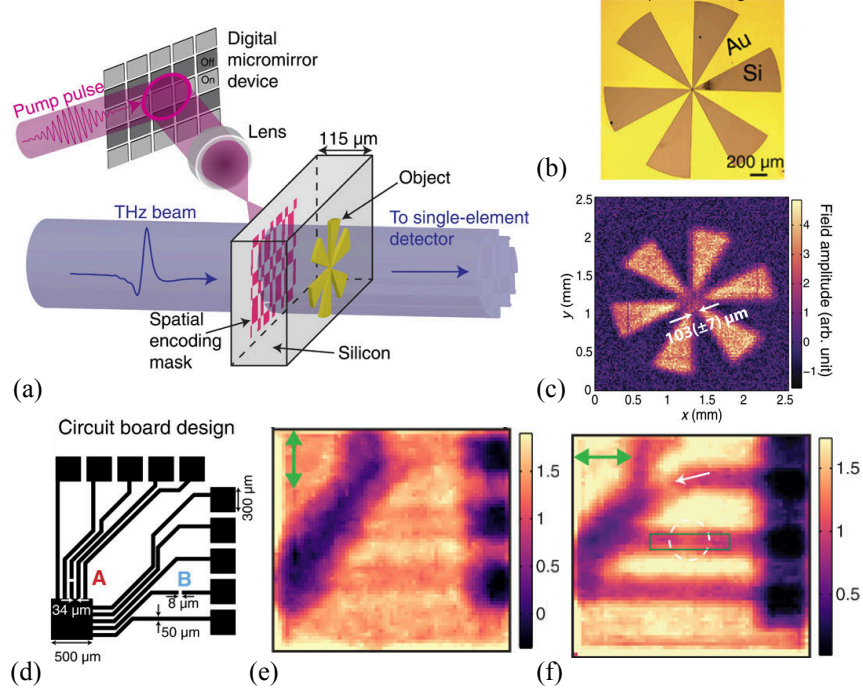 Digital
micromirror
device
Off
On
Pump pulse
Lens
115 µm
Object
THz beam
To single-element
detector
Spatial
encoding
mask
Silicon
(a)
Au
Si
200 µm
(b)
2.5
2
1.5
1
0.5
0
0
0.5
1
1.5
2
2.5
y (mm)
x (mm)
103(±7) µm
4
3
2
1
0
−1
Field amplitude (arb. unit)
(c)
Circuit board design
300 µm
A
B
34 µm
8 µm
50 µm
500 µm
(d)
1.5
1
0.5
0
(e)
1.5
1
0.5
0
(f)